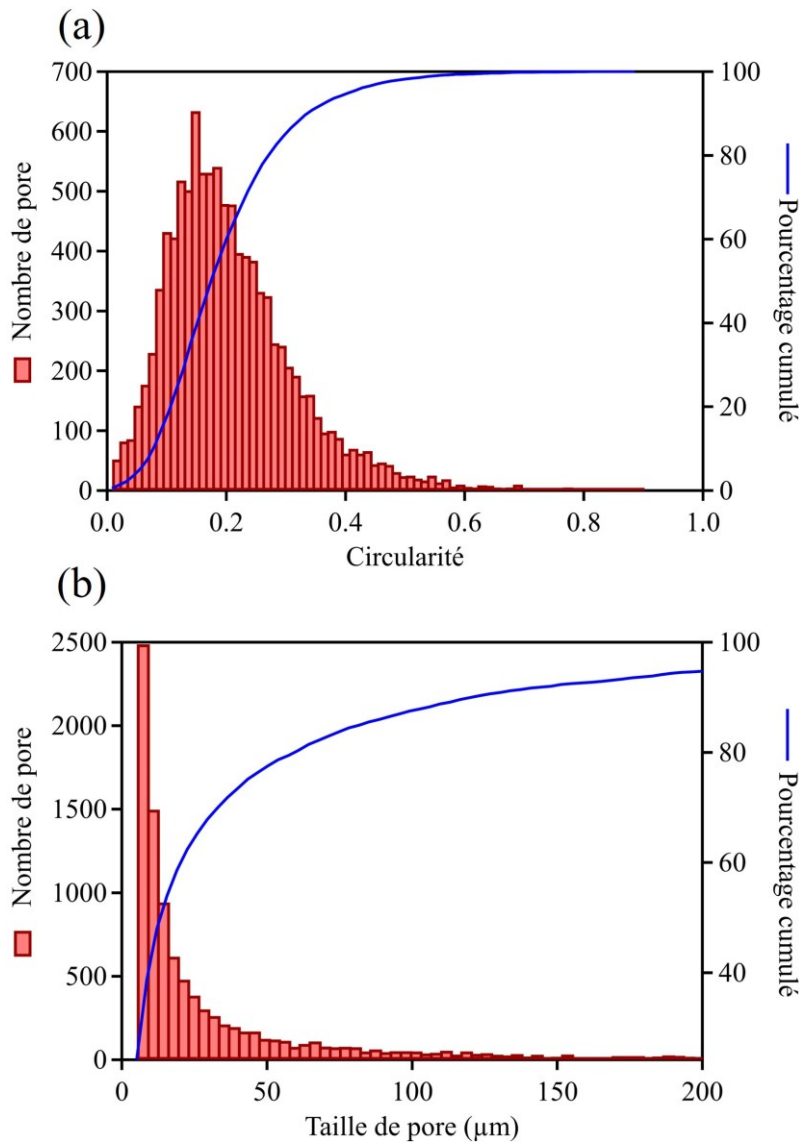 (a)
700
600
500
400
300
200
100
0
Nombre de pore
100
80
60
40
20
0
Pourcentage cumulé
0.0 0.2 0.4 0.6 0.8 1.0
Circularité
(b)
2500
2000
1500
1000
500
0
Nombre de pore
100
80
60
40
Pourcentage cumulé
0 50 100 150 200
Taille de pore (µm)